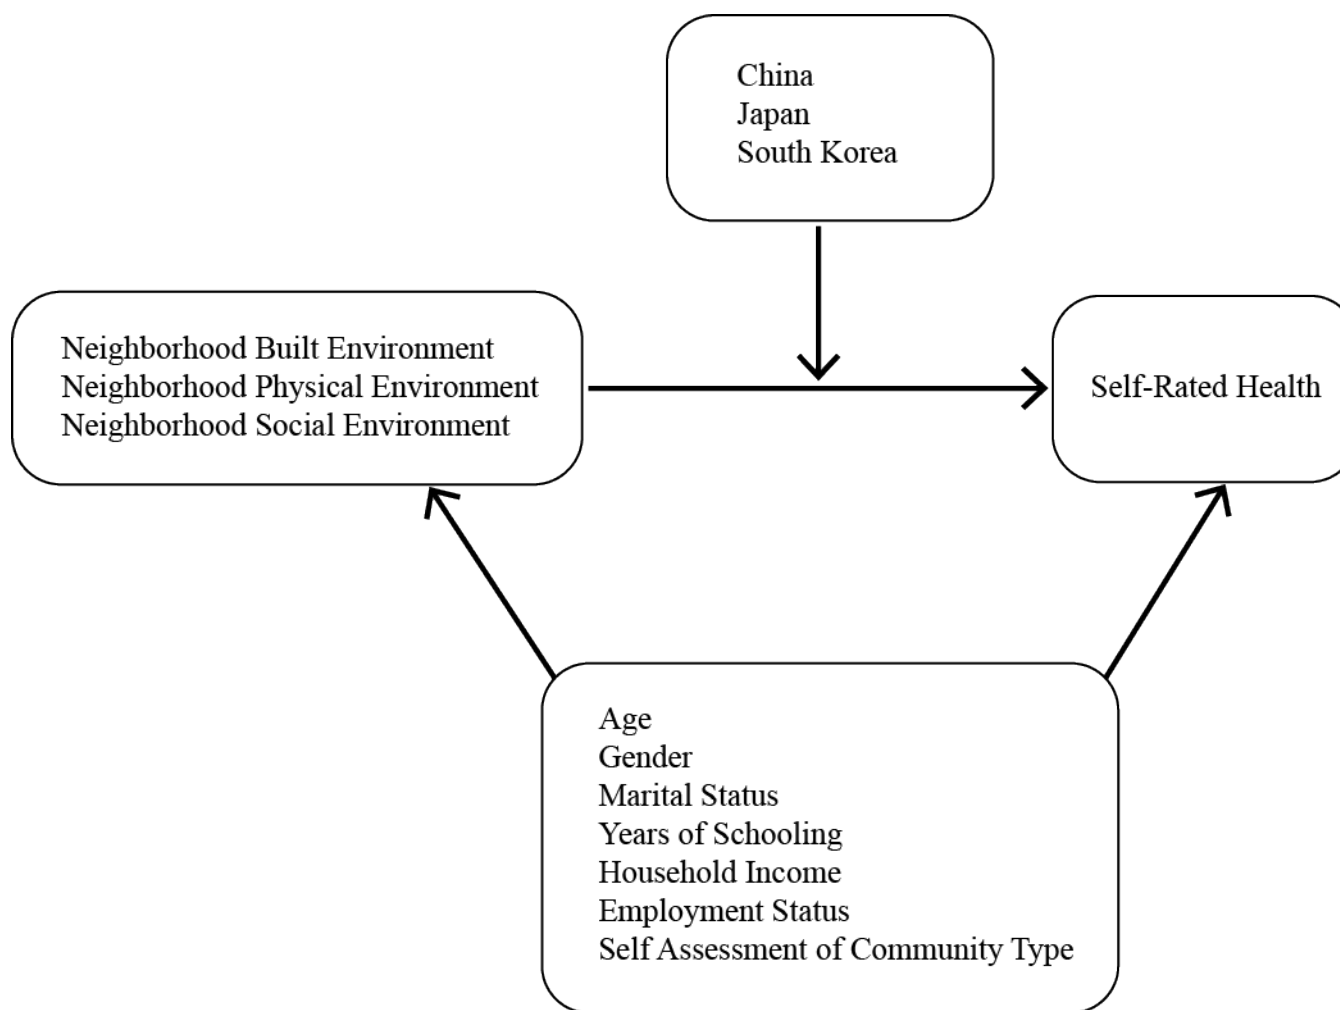 China
Japan
South Korea
Neighborhood Built Environment
Neighborhood Physical Environment
Neighborhood Social Environment
Self-Rated Health
Age
Gender
Marital Status
Years of Schooling
Household Income
Employment Status
Self Assessment of Community Type